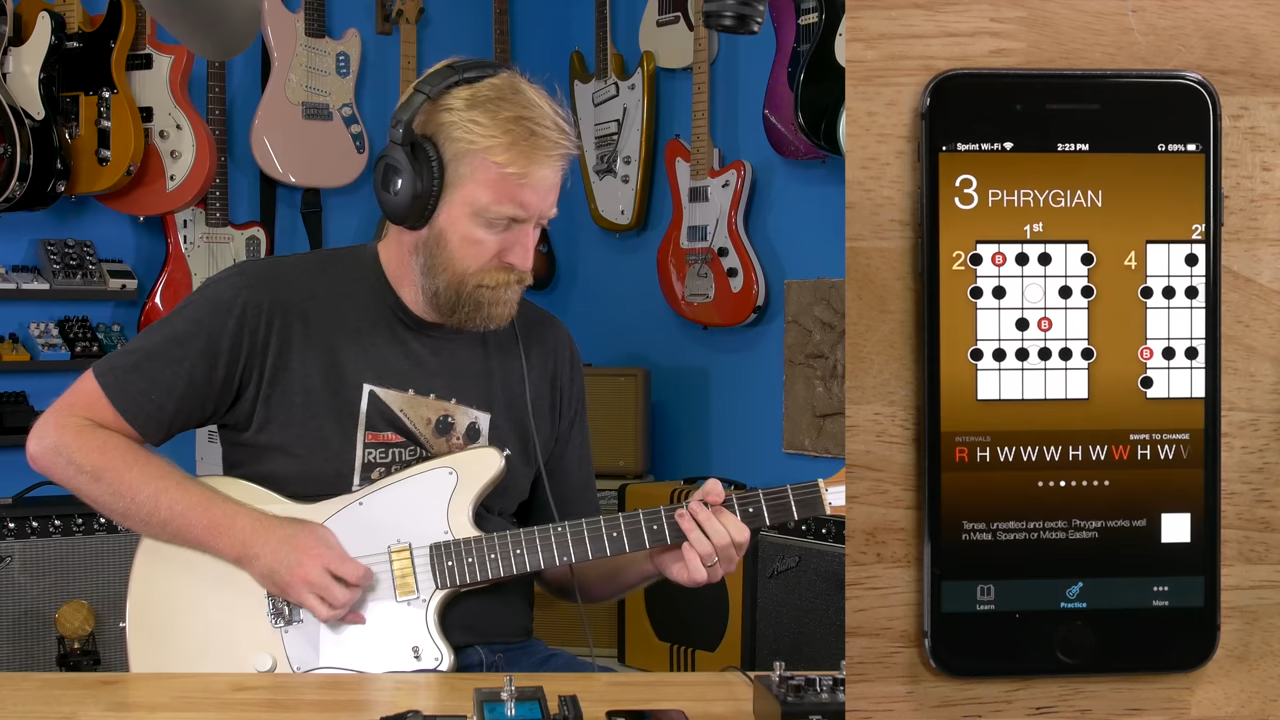 DELUXE
REMEM
Alamo
Sprint Wi-Fi
2:23 PM
69%
3 PHRYGIAN
1st
2
4
B
B
B
INTERVALS
SWIPE TO CHANGE
R H W W W H W W H W
Tense, unsettled and exotic. Phrygian works well
in Metal, Spanish or Middle-Eastern.
Learn
Practice
More